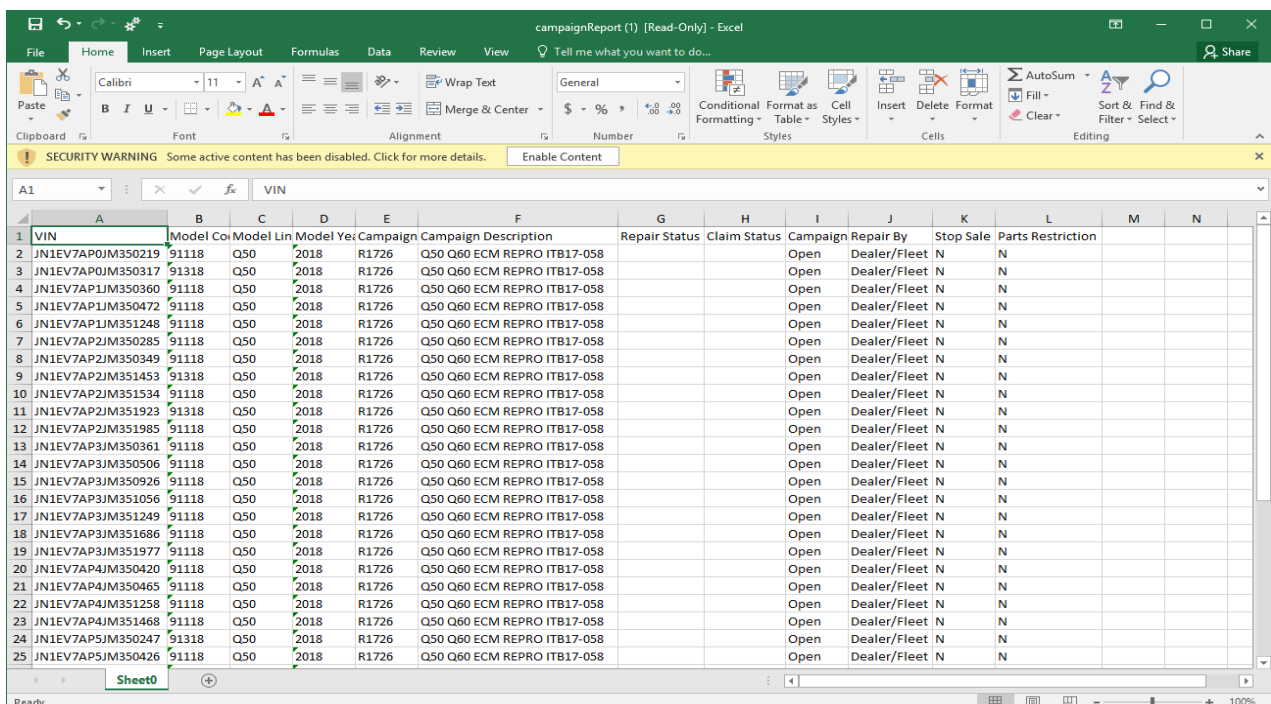 campaignReport (1) [Read-Only] - Excel
File Home Insert Page Layout Formulas Data Review View Tell me what you want to do... Share
Calibri 11 A A Wrap Text General AutoSum
Paste B I U A Merge & Center $ % , Conditional Format as Cell Insert Delete Format Fill Sort & Find &
Formatting Table Styles Clear Filter Select
Clipboard Font Alignment Number Styles Cells Editing
SECURITY WARNING Some active content has been disabled. Click for more details. Enable Content
A1 fx VIN
A B C D E F G H I J K L M N
1 VIN Model Co Model Lin Model Yea Campaign Campaign Description Repair Status Claim Status Campaign Repair By Stop Sale Parts Restriction
2 JN1EV7AP0JM350219 91118 Q50 2018 R1726 Q50 Q60 ECM REPRO ITB17-058 Open Dealer/Fleet N N
3 JN1EV7AP0JM350317 91318 Q50 2018 R1726 Q50 Q60 ECM REPRO ITB17-058 Open Dealer/Fleet N N
4 JN1EV7AP1JM350360 91118 Q50 2018 R1726 Q50 Q60 ECM REPRO ITB17-058 Open Dealer/Fleet N N
5 JN1EV7AP1JM350472 91118 Q50 2018 R1726 Q50 Q60 ECM REPRO ITB17-058 Open Dealer/Fleet N N
6 JN1EV7AP1JM351248 91118 Q50 2018 R1726 Q50 Q60 ECM REPRO ITB17-058 Open Dealer/Fleet N N
7 JN1EV7AP2JM350285 91118 Q50 2018 R1726 Q50 Q60 ECM REPRO ITB17-058 Open Dealer/Fleet N N
8 JN1EV7AP2JM350349 91118 Q50 2018 R1726 Q50 Q60 ECM REPRO ITB17-058 Open Dealer/Fleet N N
9 JN1EV7AP2JM351453 91318 Q50 2018 R1726 Q50 Q60 ECM REPRO ITB17-058 Open Dealer/Fleet N N
10 JN1EV7AP2JM351534 91118 Q50 2018 R1726 Q50 Q60 ECM REPRO ITB17-058 Open Dealer/Fleet N N
11 JN1EV7AP2JM351923 91318 Q50 2018 R1726 Q50 Q60 ECM REPRO ITB17-058 Open Dealer/Fleet N N
12 JN1EV7AP2JM351985 91118 Q50 2018 R1726 Q50 Q60 ECM REPRO ITB17-058 Open Dealer/Fleet N N
13 JN1EV7AP3JM350361 91118 Q50 2018 R1726 Q50 Q60 ECM REPRO ITB17-058 Open Dealer/Fleet N N
14 JN1EV7AP3JM350506 91118 Q50 2018 R1726 Q50 Q60 ECM REPRO ITB17-058 Open Dealer/Fleet N N
15 JN1EV7AP3JM350926 91118 Q50 2018 R1726 Q50 Q60 ECM REPRO ITB17-058 Open Dealer/Fleet N N
16 JN1EV7AP3JM351056 91118 Q50 2018 R1726 Q50 Q60 ECM REPRO ITB17-058 Open Dealer/Fleet N N
17 JN1EV7AP3JM351249 91118 Q50 2018 R1726 Q50 Q60 ECM REPRO ITB17-058 Open Dealer/Fleet N N
18 JN1EV7AP3JM351686 91118 Q50 2018 R1726 Q50 Q60 ECM REPRO ITB17-058 Open Dealer/Fleet N N
19 JN1EV7AP3JM351977 91118 Q50 2018 R1726 Q50 Q60 ECM REPRO ITB17-058 Open Dealer/Fleet N N
20 JN1EV7AP4JM350420 91118 Q50 2018 R1726 Q50 Q60 ECM REPRO ITB17-058 Open Dealer/Fleet N N
21 JN1EV7AP4JM350465 91118 Q50 2018 R1726 Q50 Q60 ECM REPRO ITB17-058 Open Dealer/Fleet N N
22 JN1EV7AP4JM351258 91118 Q50 2018 R1726 Q50 Q60 ECM REPRO ITB17-058 Open Dealer/Fleet N N
23 JN1EV7AP4JM351468 91118 Q50 2018 R1726 Q50 Q60 ECM REPRO ITB17-058 Open Dealer/Fleet N N
24 JN1EV7AP5JM350247 91318 Q50 2018 R1726 Q50 Q60 ECM REPRO ITB17-058 Open Dealer/Fleet N N
25 JN1EV7AP5JM350426 91118 Q50 2018 R1726 Q50 Q60 ECM REPRO ITB17-058 Open Dealer/Fleet N N
Sheet0
Ready 100%